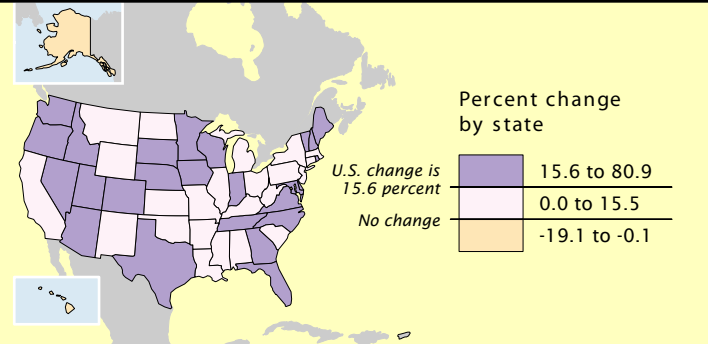 Percent change
by state
U.S. change is
15.6 percent
No change
15.6 to 80.9
0.0 to 15.5
-19.1 to -0.1